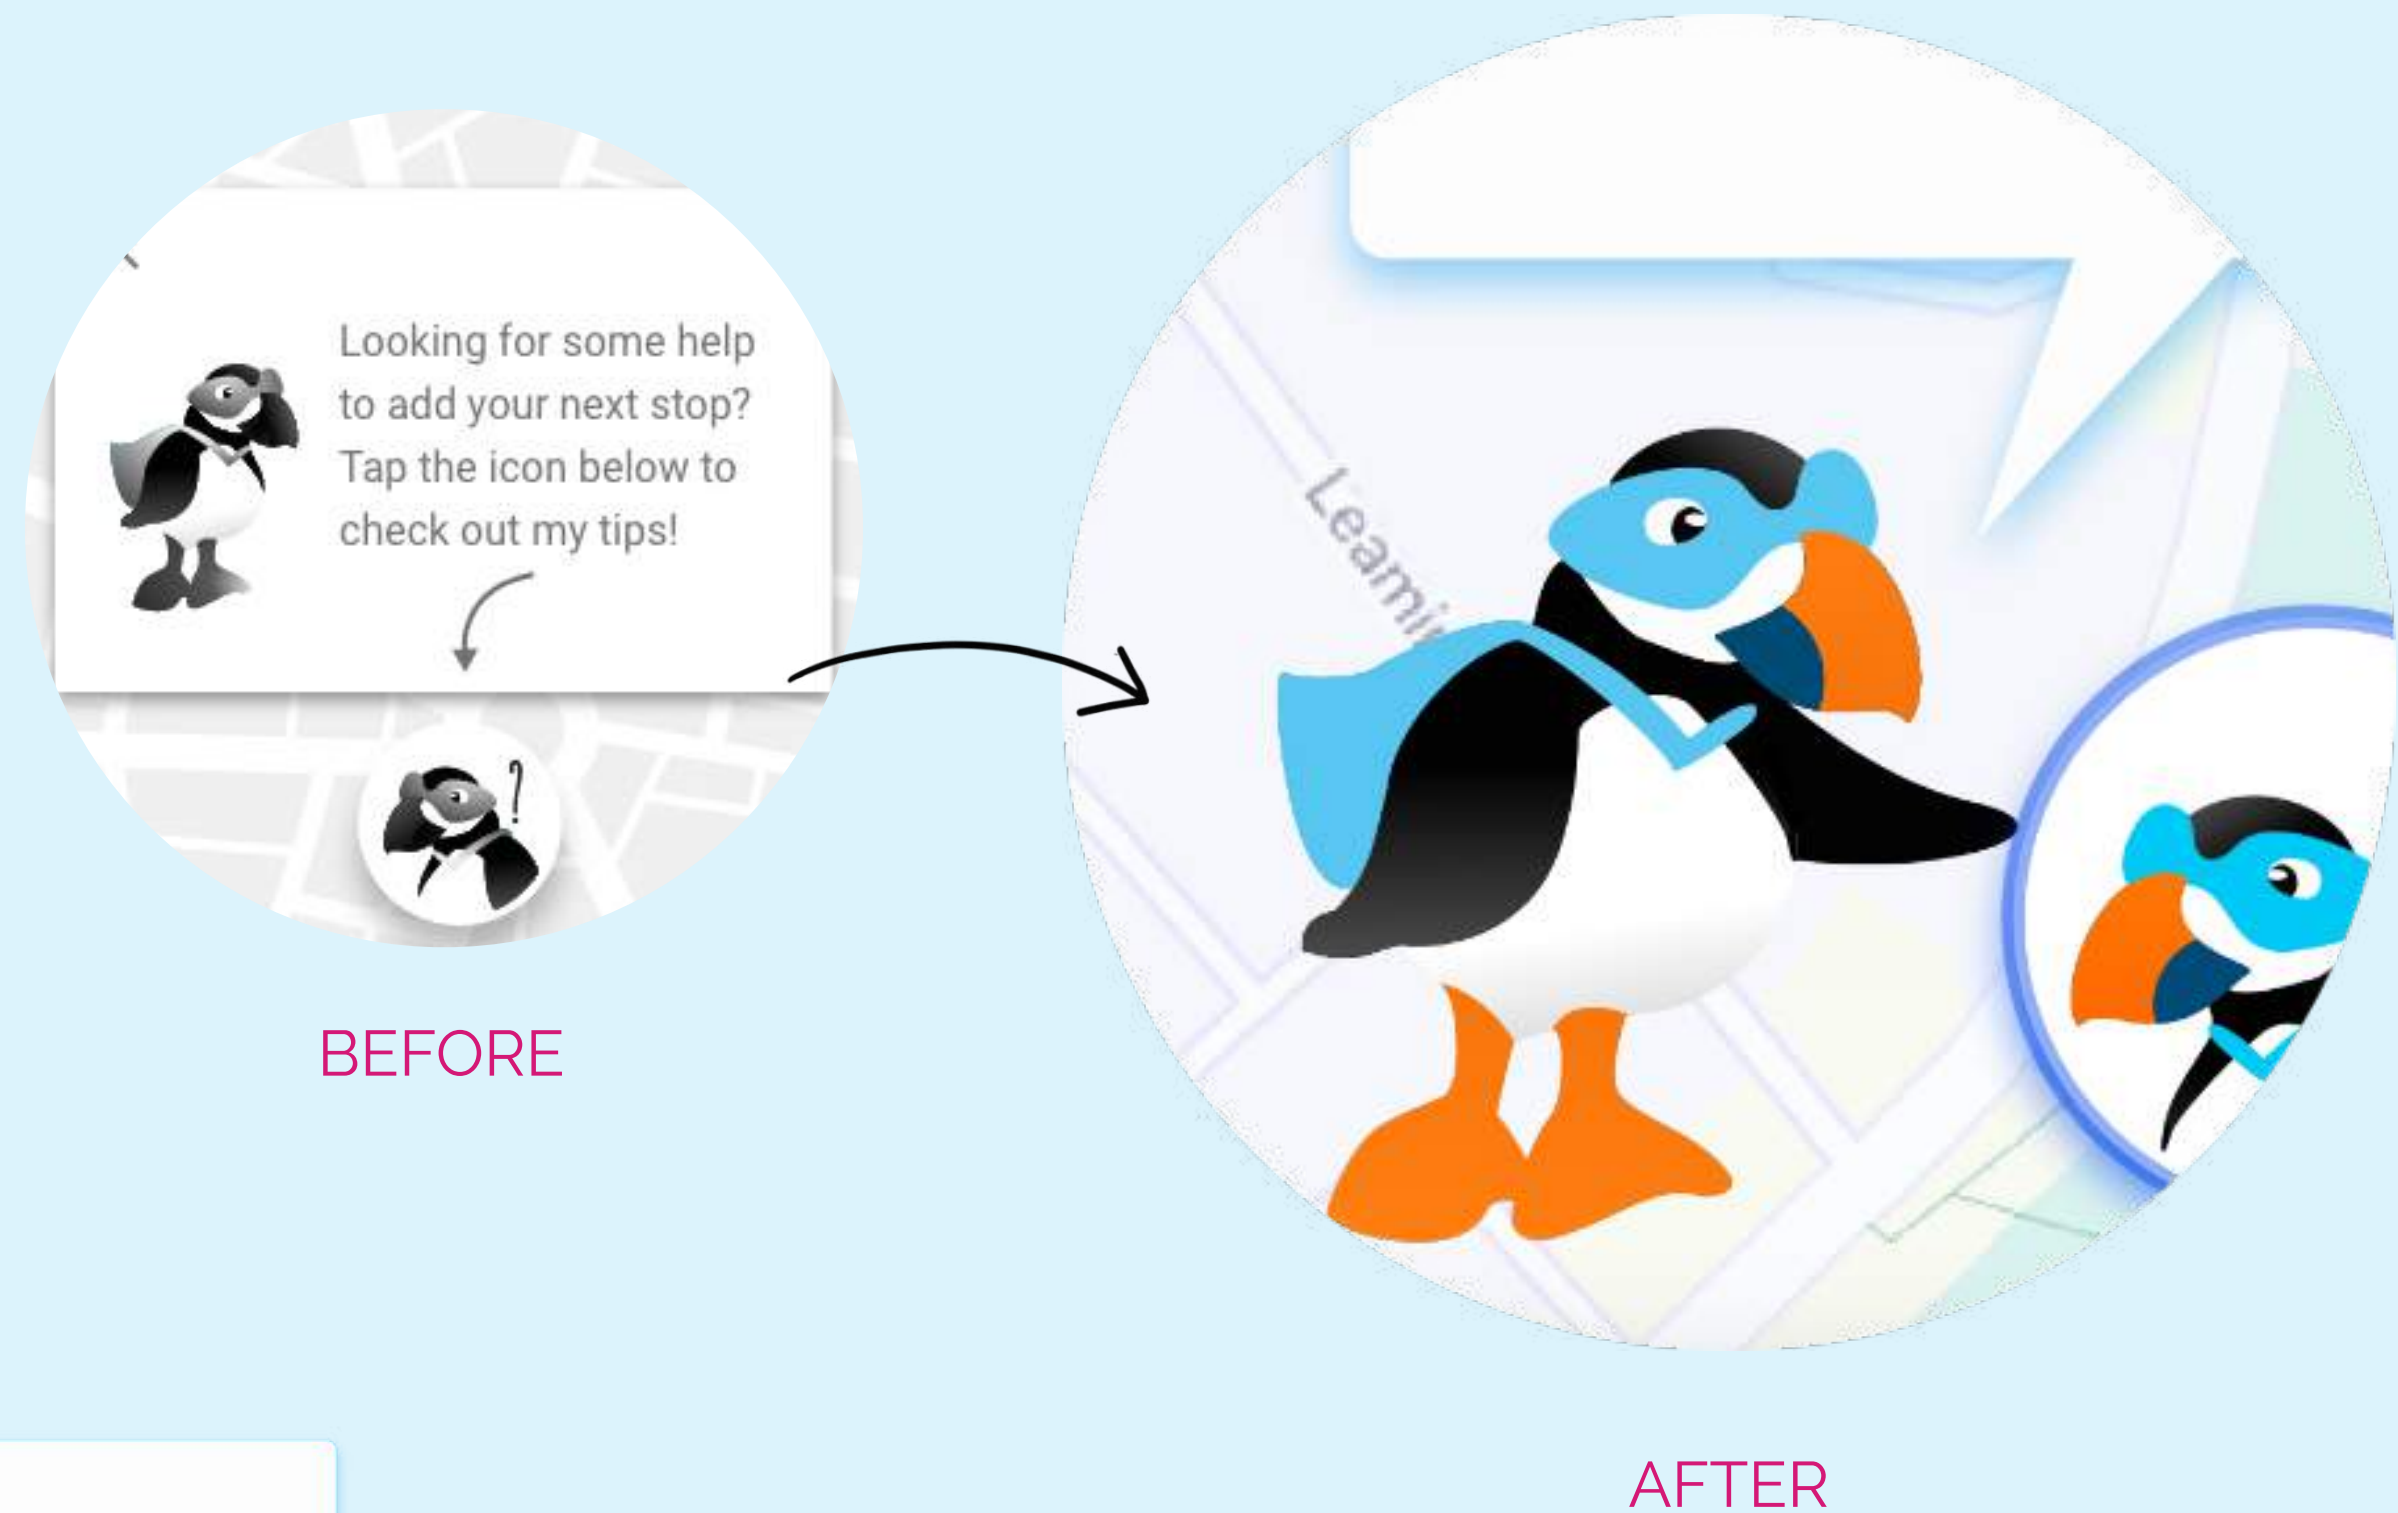 Looking for some help
to add your next stop?
Tap the icon below to
check out my tips!
?
BEFORE
AFTER